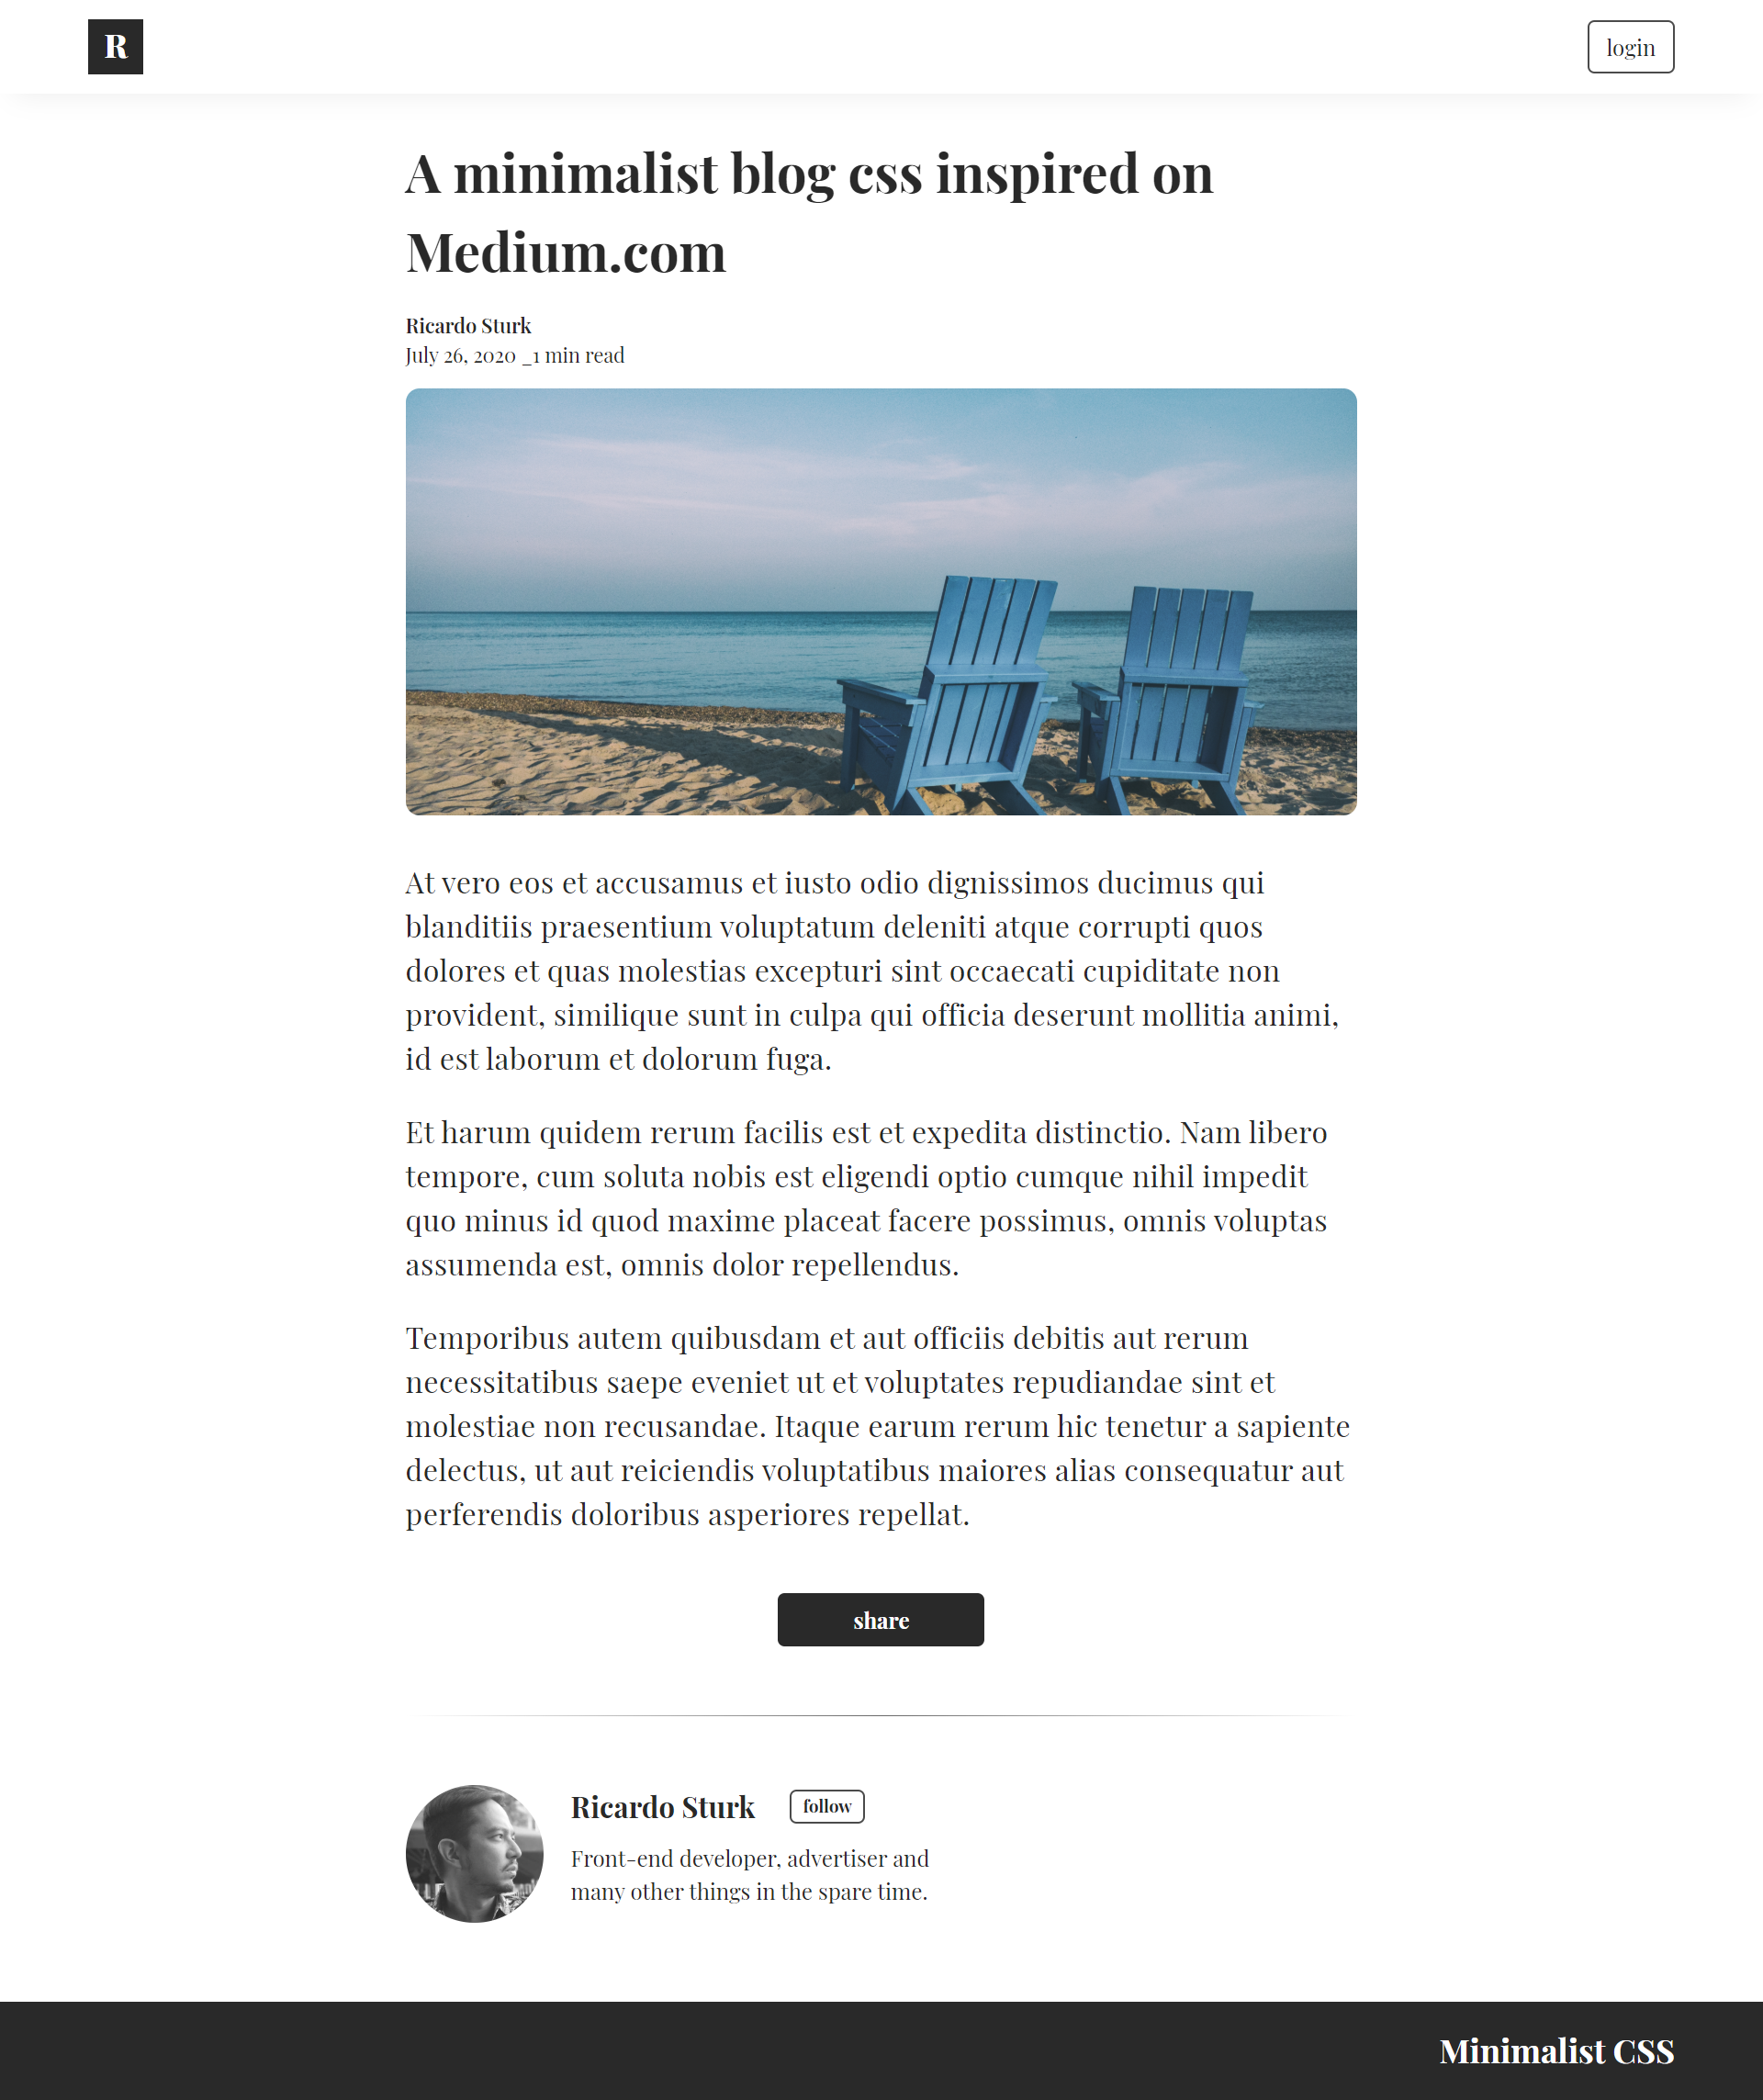 R
login
A minimalist blog css inspired on
Medium.com
Ricardo Sturk
July 26, 2020 _1 min read
At vero eos et accusamus et iusto odio dignissimos ducimus qui
blanditiis praesentium voluptatum deleniti atque corrupti quos
dolores et quas molestias excepturi sint occaecati cupiditate non
provident, similique sunt in culpa qui officia deserunt mollitia animi,
id est laborum et dolorum fuga.
Et harum quidem rerum facilis est et expedita distinctio. Nam libero
tempore, cum soluta nobis est eligendi optio cumque nihil impedit
quo minus id quod maxime placeat facere possimus, omnis voluptas
assumenda est, omnis dolor repellendus.
Temporibus autem quibusdam et aut officiis debitis aut rerum
necessitatibus saepe eveniet ut et voluptates repudiandae sint et
molestiae non recusandae. Itaque earum rerum hic tenetur a sapiente
delectus, ut aut reiciendis voluptatibus maiores alias consequatur aut
perferendis doloribus asperiores repellat.
share
Ricardo Sturk
follow
Front-end developer, advertiser and
many other things in the spare time.
Minimalist CSS